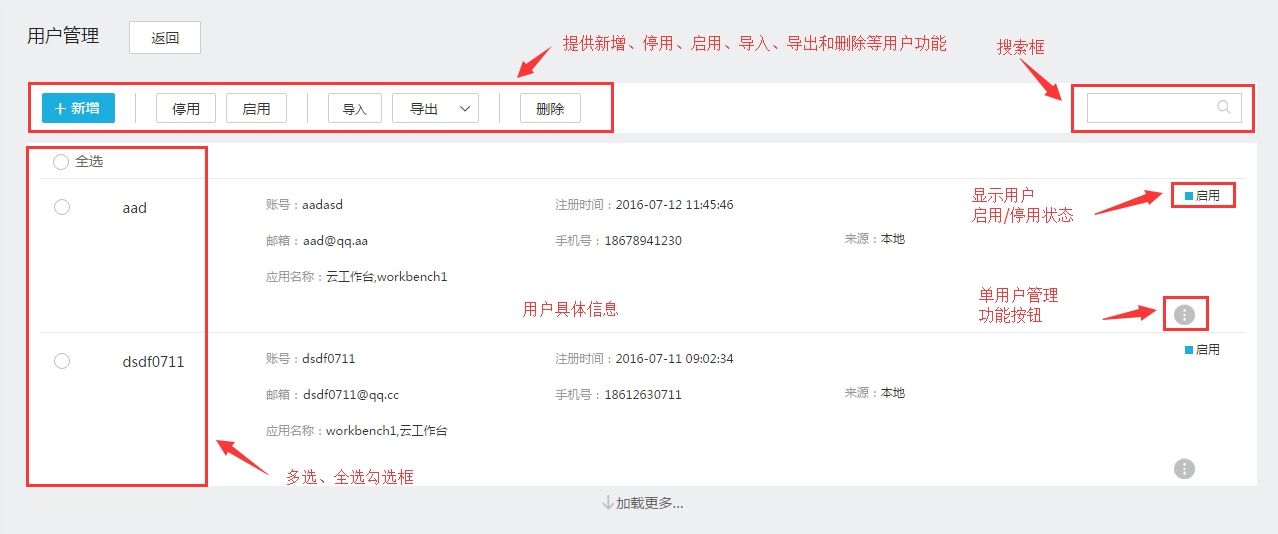 用户管理 返回
提供新增、停用、启用、导入、导出和删除等用户功能
搜索框
+ 新增 停用 启用 导入 导出 删除
全选
aad
账号：aadasd 注册时间：2016-07-12 11:45:46
启用
显示用户
启用/停用状态
邮箱：aad@qq.aa 手机号：18678941230 来源：本地
应用名称：云工作台,workbench1
用户具体信息
单用户管理
功能按钮
dsdf0711
账号：dsdf0711 注册时间：2016-07-11 09:02:34
启用
邮箱：dsdf0711@qq.cc 手机号：18612630711 来源：本地
应用名称：workbench1,云工作台
多选、全选勾选框
加载更多...